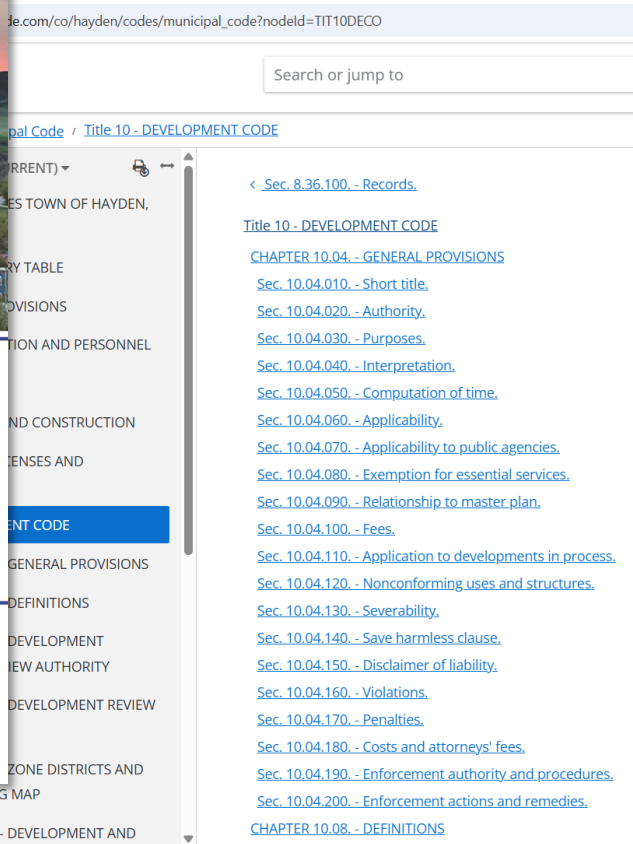 de.com/co/hayden/codes/municipal_code?nodeId=TIT10DECO
Search or jump to
pal Code / Title 10 - DEVELOPMENT CODE
RRENT)
ES TOWN OF HAYDEN,
RY TABLE
OVISIONS
TION AND PERSONNEL
ND CONSTRUCTION
CENSES AND
ENT CODE
GENERAL PROVISIONS
DEFINITIONS
DEVELOPMENT
IEW AUTHORITY
DEVELOPMENT REVIEW
ZONE DISTRICTS AND
G MAP
- DEVELOPMENT AND
< Sec. 8.36.100. - Records.
Title 10 - DEVELOPMENT CODE
CHAPTER 10.04. - GENERAL PROVISIONS
Sec. 10.04.010. - Short title.
Sec. 10.04.020. - Authority.
Sec. 10.04.030. - Purposes.
Sec. 10.04.040. - Interpretation.
Sec. 10.04.050. - Computation of time.
Sec. 10.04.060. - Applicability.
Sec. 10.04.070. - Applicability to public agencies.
Sec. 10.04.080. - Exemption for essential services.
Sec. 10.04.090. - Relationship to master plan.
Sec. 10.04.100. - Fees.
Sec. 10.04.110. - Application to developments in process.
Sec. 10.04.120. - Nonconforming uses and structures.
Sec. 10.04.130. - Severability.
Sec. 10.04.140. - Save harmless clause.
Sec. 10.04.150. - Disclaimer of liability.
Sec. 10.04.160. - Violations.
Sec. 10.04.170. - Penalties.
Sec. 10.04.180. - Costs and attorneys' fees.
Sec. 10.04.190. - Enforcement authority and procedures.
Sec. 10.04.200. - Enforcement actions and remedies.
CHAPTER 10.08. - DEFINITIONS